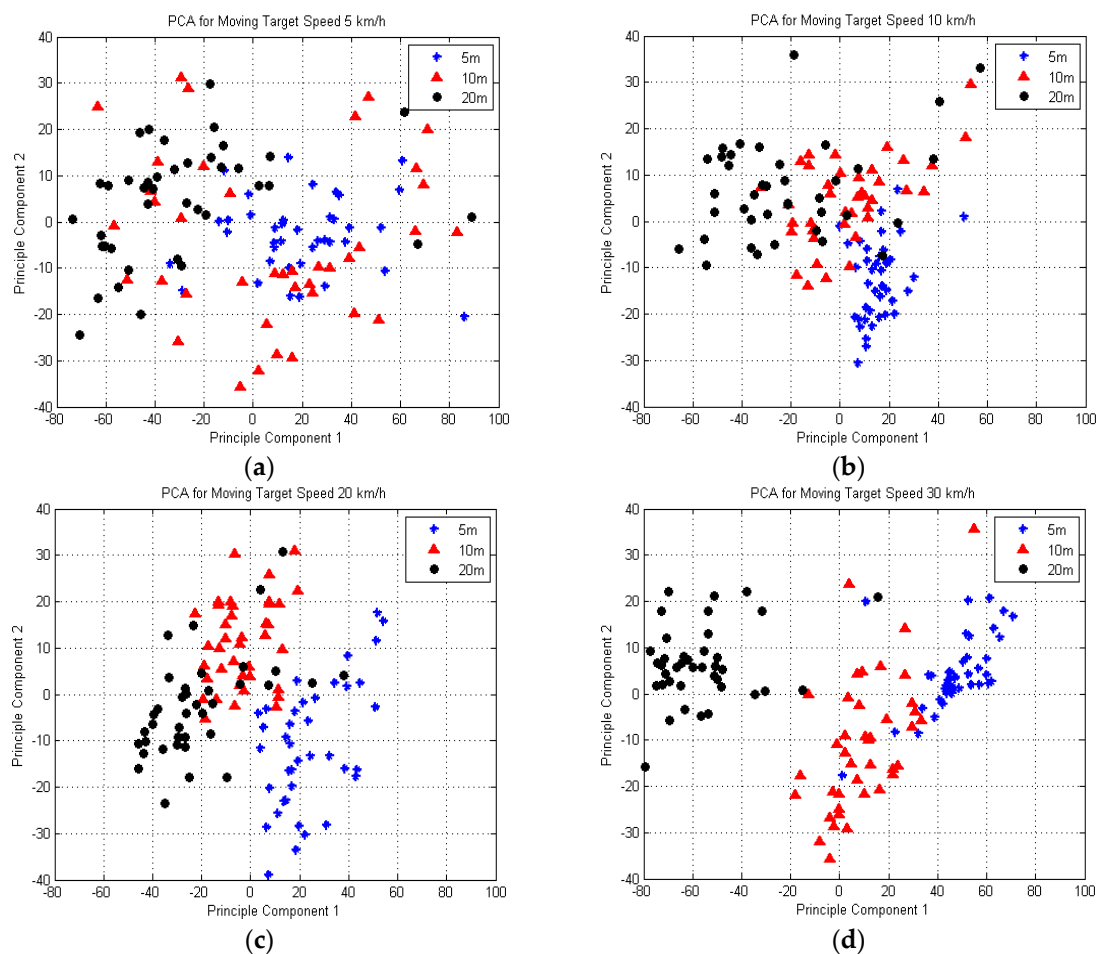 PCA for Moving Target Speed 5 km/h
40
30
20
10
0
-10
-20
-30
-40
Principle Component 2
-80 -60 -40 -20 0 20 40 60 80 100
Principle Component 1
5m
10m
20m
(a)
PCA for Moving Target Speed 10 km/h
40
30
20
10
0
-10
-20
-30
-40
Principle Component 2
-80 -60 -40 -20 0 20 40 60 80 100
Principle Component 1
5m
10m
20m
(b)
PCA for Moving Target Speed 20 km/h
40
30
20
10
0
-10
-20
-30
-40
Principle Component 2
-80 -60 -40 -20 0 20 40 60 80 100
Principle Component 1
5m
10m
20m
(c)
PCA for Moving Target Speed 30 km/h
40
30
20
10
0
-10
-20
-30
-40
Principle Component 2
-80 -60 -40 -20 0 20 40 60 80 100
Principle Component 1
5m
10m
20m
(d)